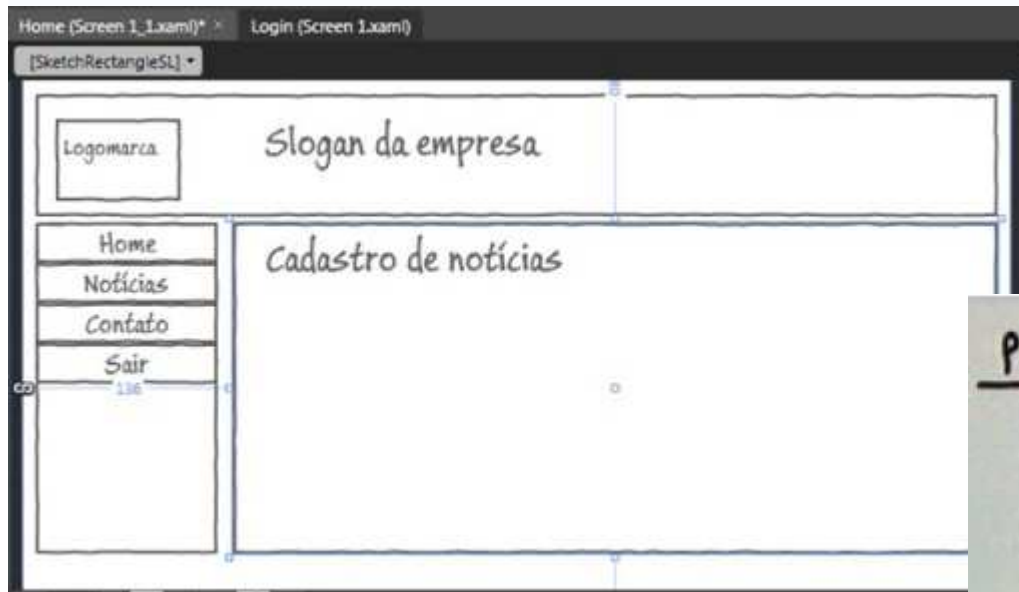 Home (Screen 1_1.xaml)* × Login (Screen 1.xaml)
[SketchRectangleSL]
Logomarca
Slogan da empresa
Home
Notícias
Contato
Sair
136
Cadastro de notícias
P